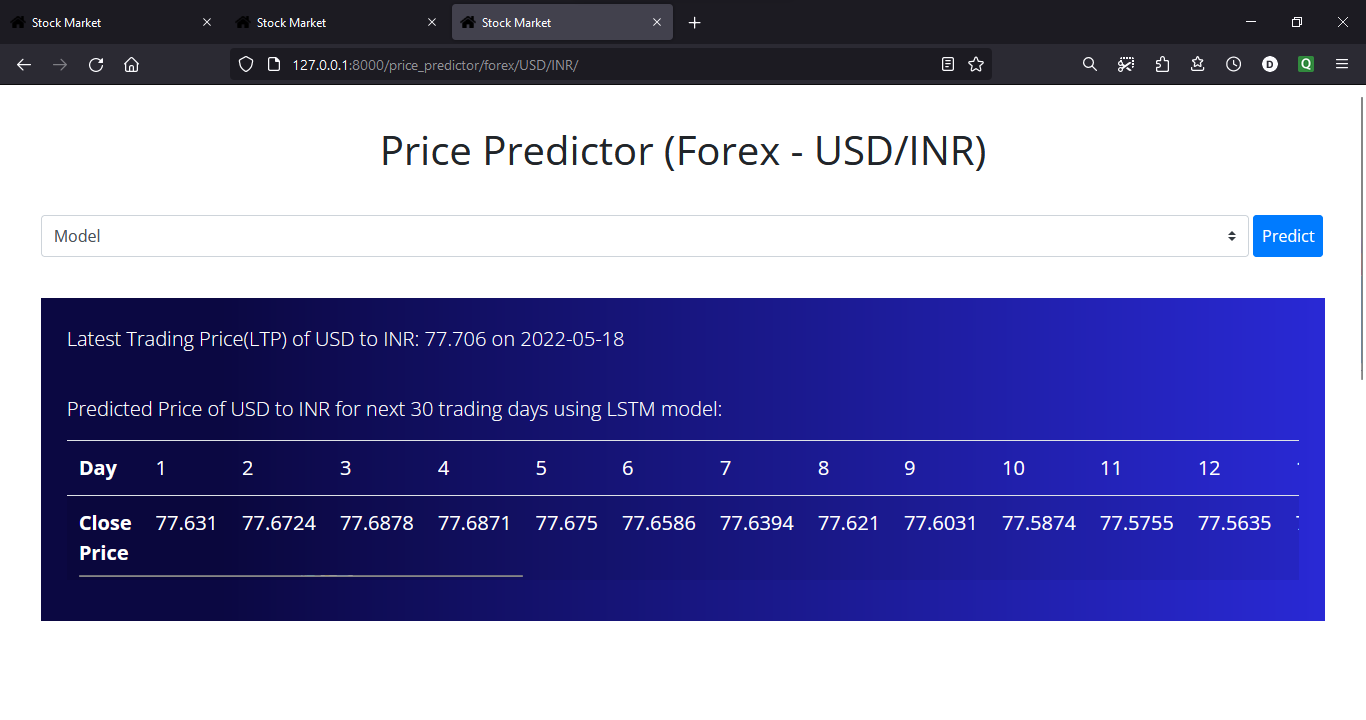 Stock Market
Stock Market
Stock Market
127.0.0.1:8000/price_predictor/forex/USD/INR/
D
Q
Price Predictor (Forex - USD/INR)
Model
Predict
Latest Trading Price(LTP) of USD to INR: 77.706 on 2022-05-18
Predicted Price of USD to INR for next 30 trading days using LSTM model:
Day 1 2 3 4 5 6 7 8 9 10 11 12
Close Price 77.631 77.6724 77.6878 77.6871 77.675 77.6586 77.6394 77.621 77.6031 77.5874 77.5755 77.5635